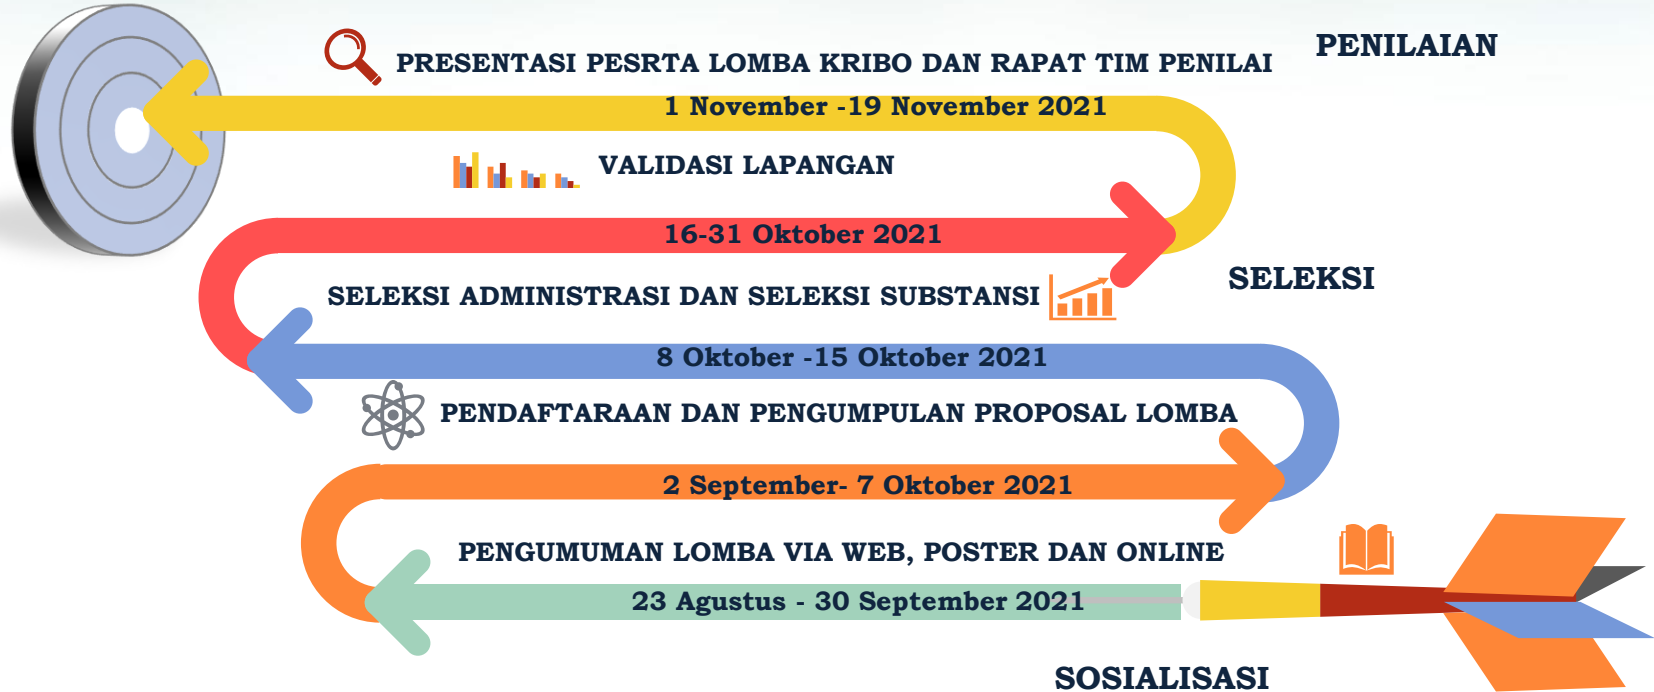 PENILAIAN
PRESENTASI PESRTA LOMBA KRIBO DAN RAPAT TIM PENILAI
1 November -19 November 2021
VALIDASI LAPANGAN
16-31 Oktober 2021
SELEKSI
SELEKSI ADMINISTRASI DAN SELEKSI SUBSTANSI
8 Oktober -15 Oktober 2021
PENDAFTARAAN DAN PENGUMPULAN PROPOSAL LOMBA
2 September- 7 Oktober 2021
PENGUMUMAN LOMBA VIA WEB, POSTER DAN ONLINE
23 Agustus - 30 September 2021
SOSIALISASI